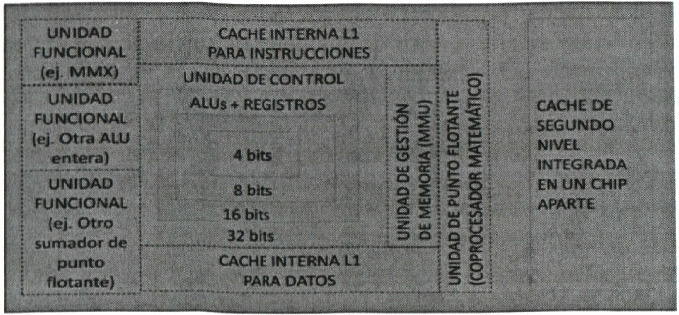 UNIDAD
FUNCIONAL
(ej. MMX)
UNIDAD
FUNCIONAL
(ej. Otra ALU
entera)
UNIDAD
FUNCIONAL
(ej. Otro
sumador de
punto
flotante)
CACHE INTERNA L1
PARA INSTRUCCIONES
UNIDAD DE CONTROL
ALUs + REGISTROS
4 bits
8 bits
16 bits
32 bits
CACHE INTERNA L1
PARA DATOS
UNIDAD DE GESTIÓN
DE MEMORIA (MMU)
UNIDAD DE PUNTO FLOTANTE
(COPROCESADOR MATEMÁTICO)
CACHE DE
SEGUNDO
NIVEL
INTEGRADA
EN UN CHIP
APARTE